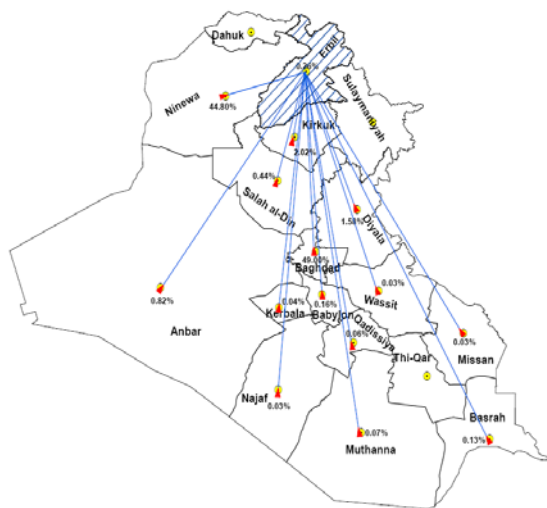 Dahuk
Erbil
0.26%
Ninewa
44.80%
Sulaymaniyah
Kirkuk
2.02%
0.44%
Salah al-Din
1.58%
Diyala
49.00%
Baghdad
0.82%
Anbar
0.04%
Kerbala
0.16%
Babylon
0.03%
Wassit
Qadissiya
0.06%
Thi-Qar
0.03%
Missan
Najaf
0.03%
0.07%
Muthanna
Basrah
0.13%